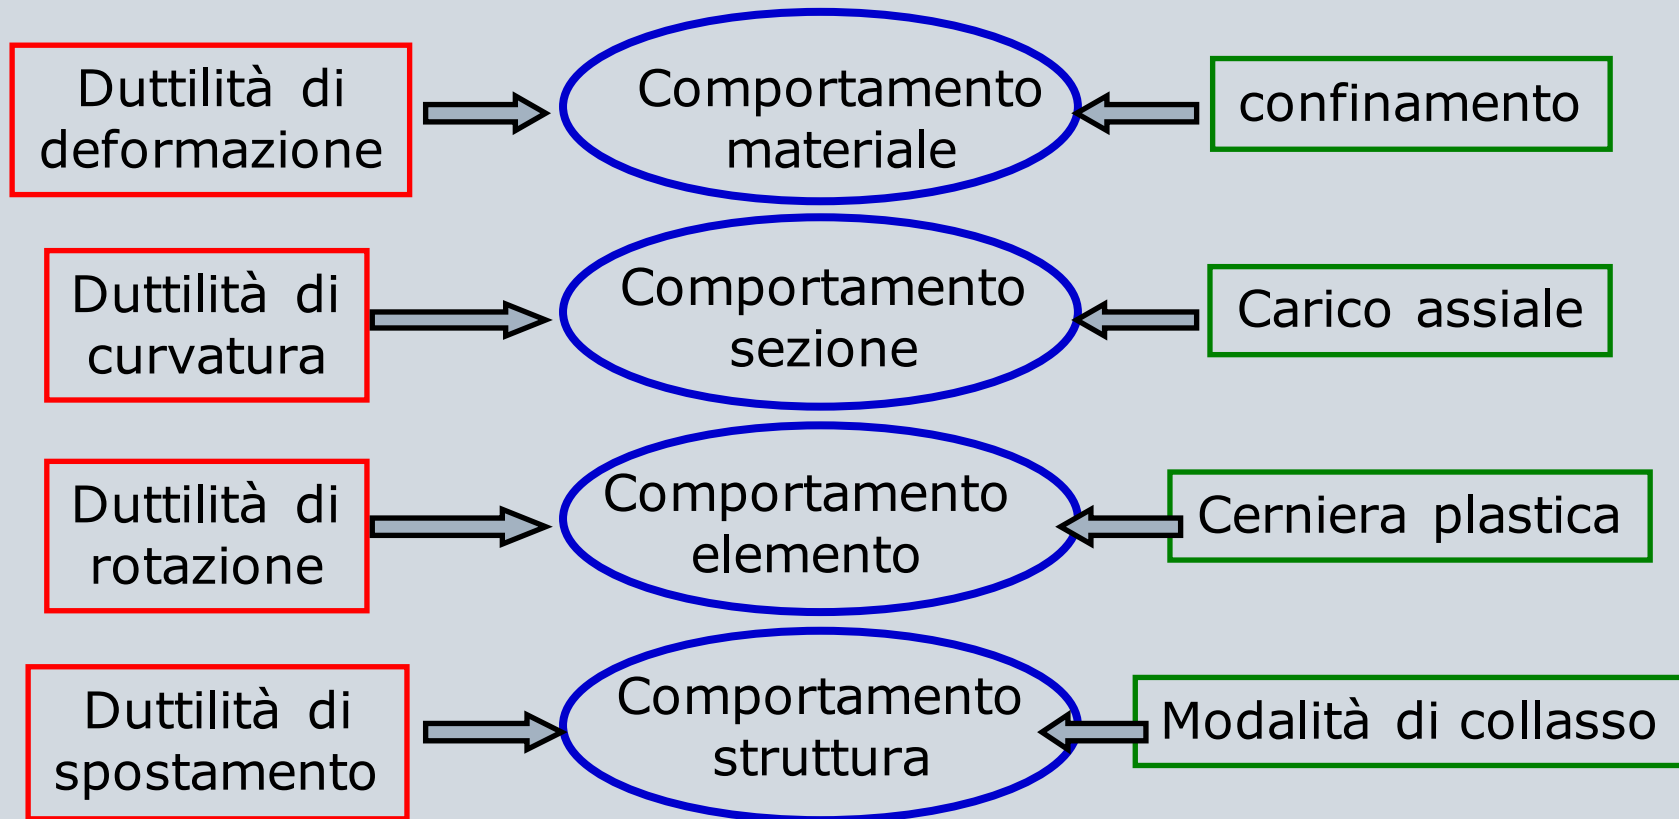 Duttilità di
deformazione
Comportamento
materiale
confinamento
Duttilità di
curvatura
Comportamento
sezione
Carico assiale
Duttilità di
rotazione
Comportamento
elemento
Cerniera plastica
Duttilità di
spostamento
Comportamento
struttura
Modalità di collasso